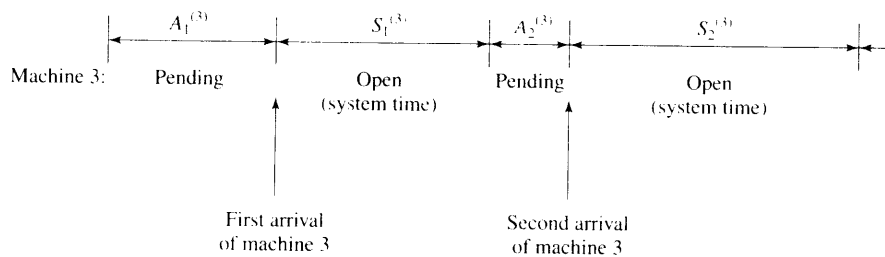 A₁⁽³⁾ S₁⁽³⁾ A₂⁽³⁾ S₂⁽³⁾
Machine 3: Pending Open Pending Open
(system time) (system time)
First arrival Second arrival
of machine 3 of machine 3